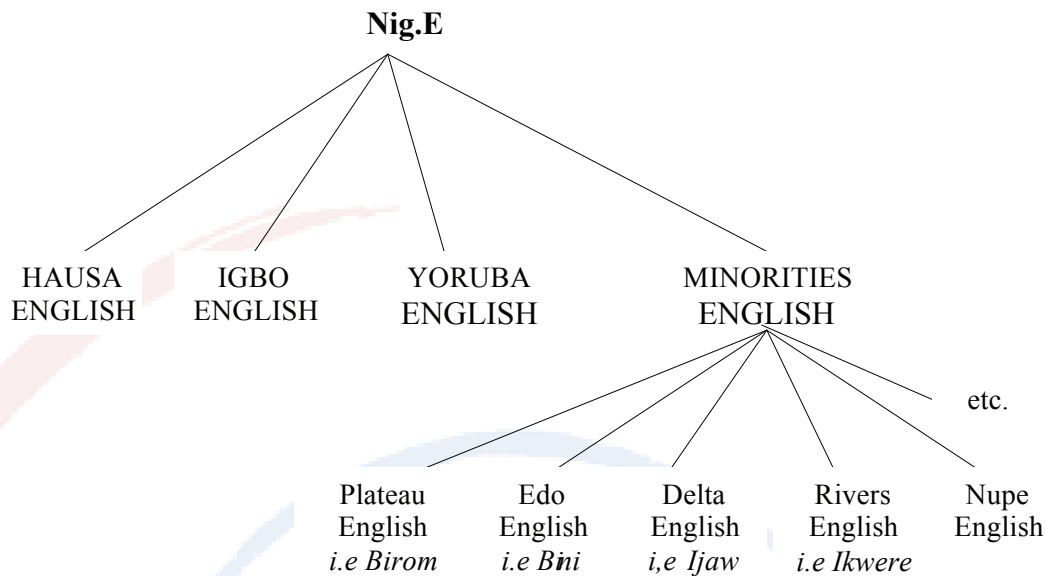 Nig.E
HAUSA
ENGLISH
IGBO
ENGLISH
YORUBA
ENGLISH
MINORITIES
ENGLISH
etc.
Plateau
English
i.e Birom
Edo
English
i.e Bini
Delta
English
i,e Ijaw
Rivers
English
i.e Ikwere
Nupe
English